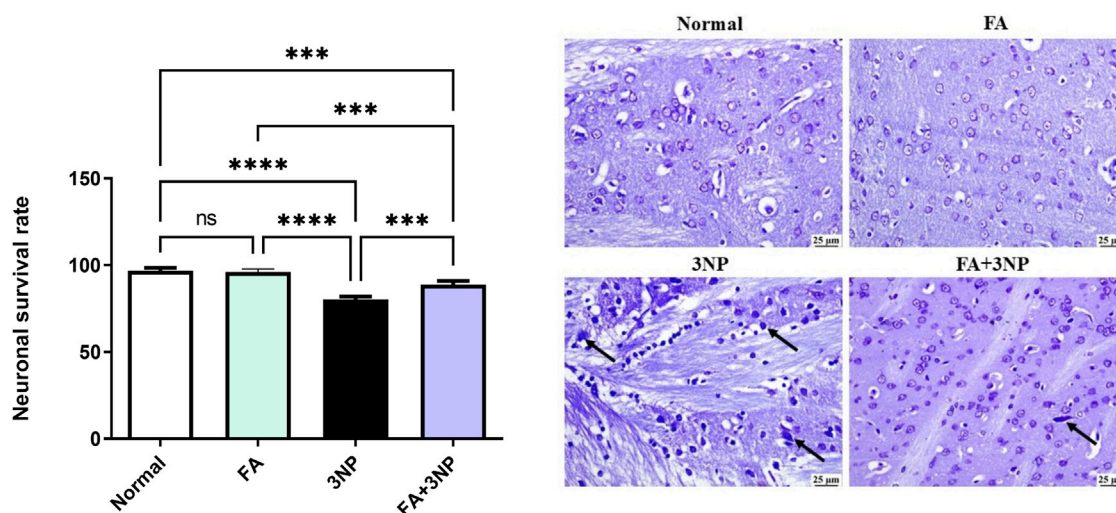 ***
***
****
ns
****
***
Neuronal survival rate
150
100
50
0
Normal
FA
3NP
FA+3NP
Normal
FA
25 µm
25 µm
3NP
FA+3NP
25 µm
25 µm